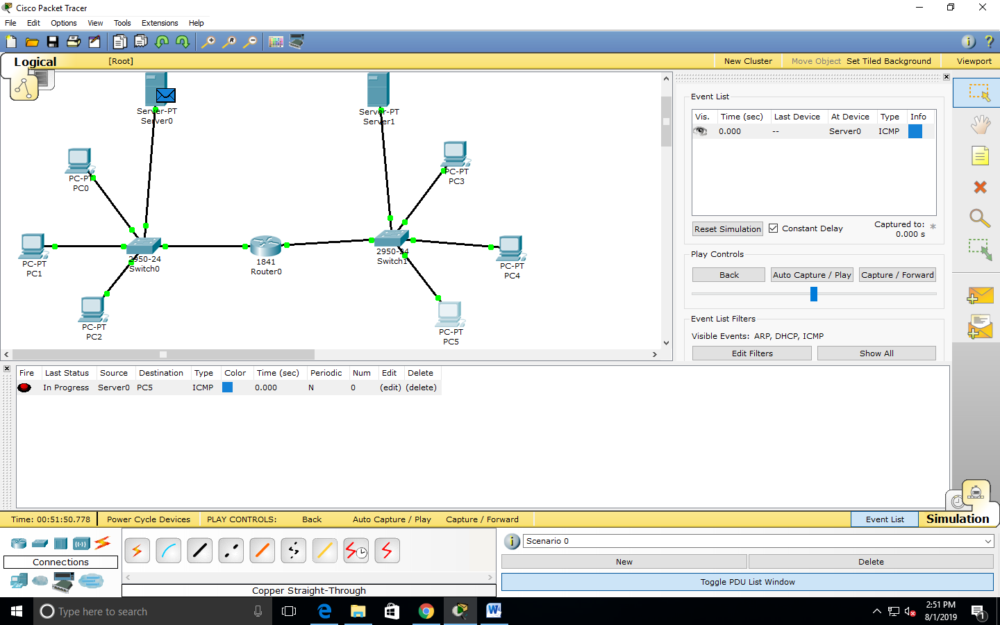 Cisco Packet Tracer
File Edit Options View Tools Extensions Help
Logical [Root] New Cluster Move Object Set Tiled Background Viewport
Server-PT
Server0
Server-PT
Server1
PC-PT
PC0
PC-PT
PC3
PC-PT
PC1
2950-24
Switch0
1841
Router0
2950-24
Switch1
PC-PT
PC4
PC-PT
PC2
PC-PT
PC5
Event List
Vis. Time (sec) Last Device At Device Type Info
0.000 -- Server0 ICMP
Reset Simulation Constant Delay Captured to: *
0.000 s
Play Controls
Back Auto Capture / Play Capture / Forward
Event List Filters
Visible Events: ARP, DHCP, ICMP
Edit Filters Show All
Fire Last Status Source Destination Type Color Time (sec) Periodic Num Edit Delete
In Progress Server0 PC5 ICMP 0.000 N 0 (edit) (delete)
Time: 00:51:50.778 Power Cycle Devices PLAY CONTROLS: Back Auto Capture / Play Capture / Forward Event List Simulation
Connections
Copper Straight-Through
Scenario 0
New Delete
Toggle PDU List Window
Type here to search
2:51 PM
8/1/2019
1